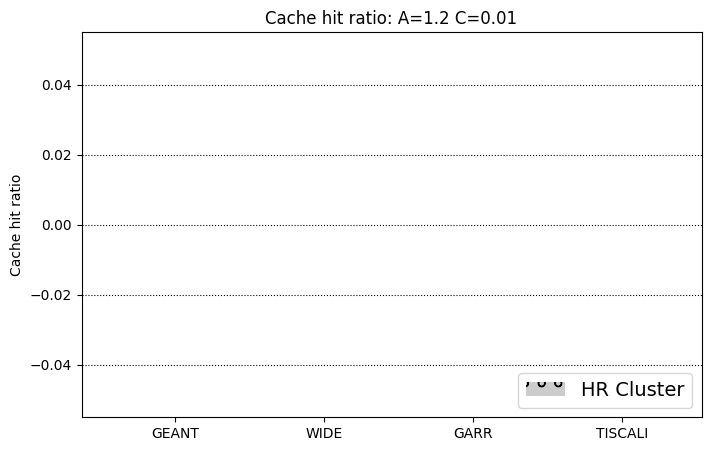 Cache hit ratio: A=1.2 C=0.01
0.04
0.02
0.00
−0.02
−0.04
Cache hit ratio
HR Cluster
GEANT WIDE GARR TISCALI